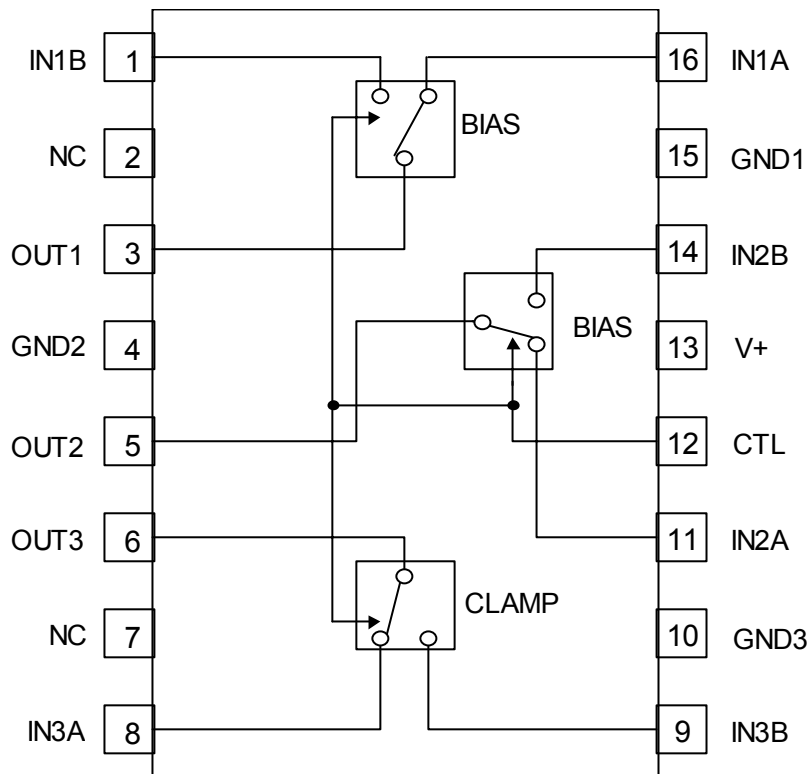 IN1B 1 16 IN1A
BIAS
NC 2 15 GND1
OUT1 3 14 IN2B
BIAS
GND2 4 13 V+
OUT2 5 12 CTL
OUT3 6 11 IN2A
CLAMP
NC 7 10 GND3
IN3A 8 9 IN3B